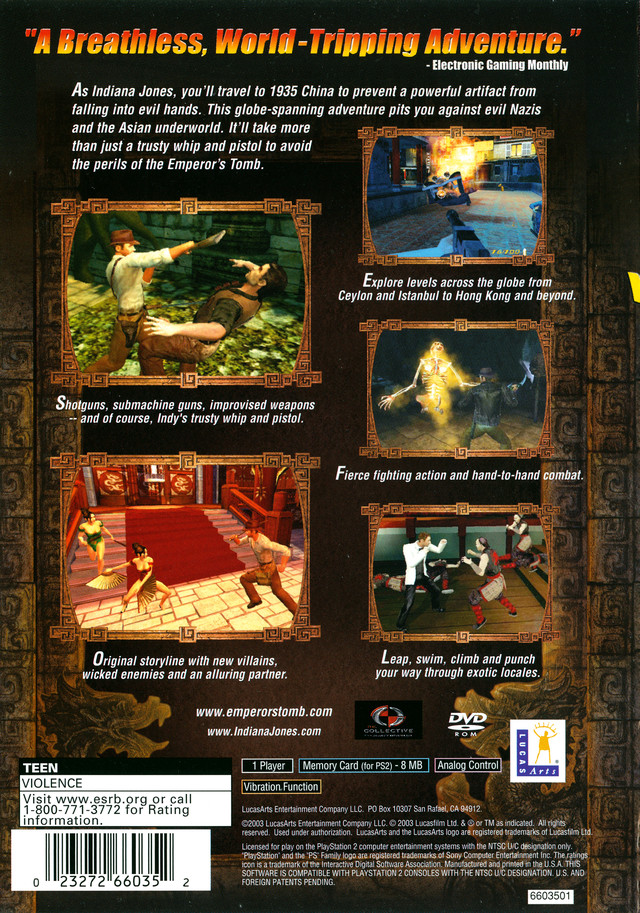 "A Breathless, World-Tripping Adventure."
- Electronic Gaming Monthly
As Indiana Jones, you'll travel to 1935 China to prevent a powerful artifact from
falling into evil hands. This globe-spanning adventure pits you against evil Nazis
and the Asian underworld. It'll take more
than just a trusty whip and pistol to avoid
the perils of the Emperor's Tomb.
Explore levels across the globe from
Ceylon and Istanbul to Hong Kong and beyond.
Shotguns, submachine guns, improvised weapons
-- and of course, Indy's trusty whip and pistol.
Fierce fighting action and hand-to-hand combat.
Original storyline with new villains,
wicked enemies and an alluring partner.
Leap, swim, climb and punch
your way through exotic locales.
www.emperorstomb.com
www.IndianaJones.com
THE
COLLECTIVE
DVD
ROM
LUCAS
Arts
TEEN
VIOLENCE
Visit www.esrb.org or call
1-800-771-3772 for Rating
information.
1 Player
Memory Card (for PS2) - 8 MB
Analog Control
Vibration Function
LucasArts Entertainment Company LLC. PO Box 10307 San Rafael, CA 94912.
©2003 LucasArts Entertainment Company LLC. © 2003 Lucasfilm Ltd. & ® or TM as indicated. All rights
reserved. Used under authorization. LucasArts and the LucasArts logo are registered trademarks of Lucasfilm Ltd.
Licensed for play on the PlayStation 2 computer entertainment systems with the NTSC U/C designation only.
"PlayStation" and the "PS" Family logo are registered trademarks of Sony Computer Entertainment Inc. The ratings
icon is a trademark of the Interactive Digital Software Association. Manufactured and printed in the U.S.A. THIS
SOFTWARE IS COMPATIBLE WITH PLAYSTATION 2 CONSOLES WITH THE NTSC U/C DESIGNATION. U.S. AND
FOREIGN PATENTS PENDING.
0 23272 66035 2
6603501